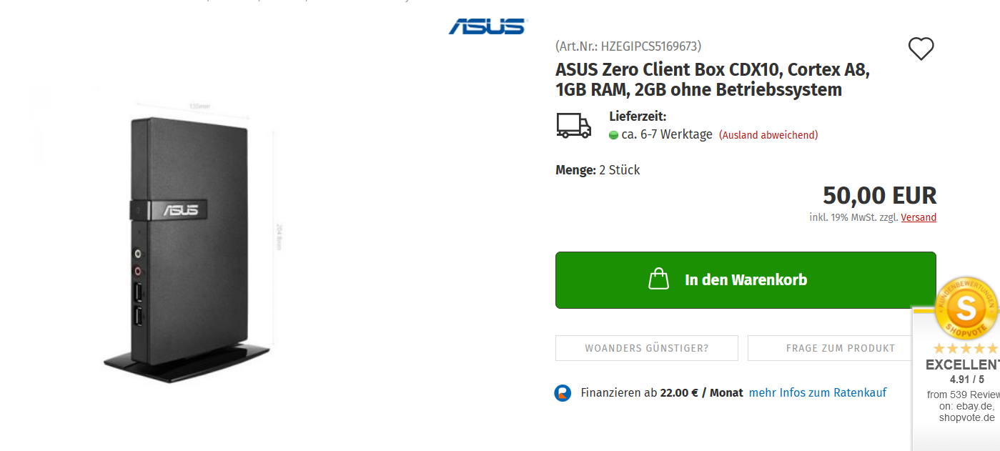 ASUS
(Art.Nr.: HZEGIPCS5169673)
ASUS Zero Client Box CDX10, Cortex A8,
1GB RAM, 2GB ohne Betriebssystem
Lieferzeit:
ca. 6-7 Werktage (Ausland abweichend)
Menge: 2 Stück
50,00 EUR
inkl. 19% MwSt. zzgl. Versand
In den Warenkorb
WOANDERS GÜNSTIGER?
FRAGE ZUM PRODUKT
Finanzieren ab 22.00 € / Monat mehr Infos zum Ratenkauf
135mm
ASUS
204.8mm
KUNDENBEWERTUNGEN
S
SHOPVOTE
EXCELLENT
4.91 / 5
from 539 Review
on: ebay.de,
shopvote.de